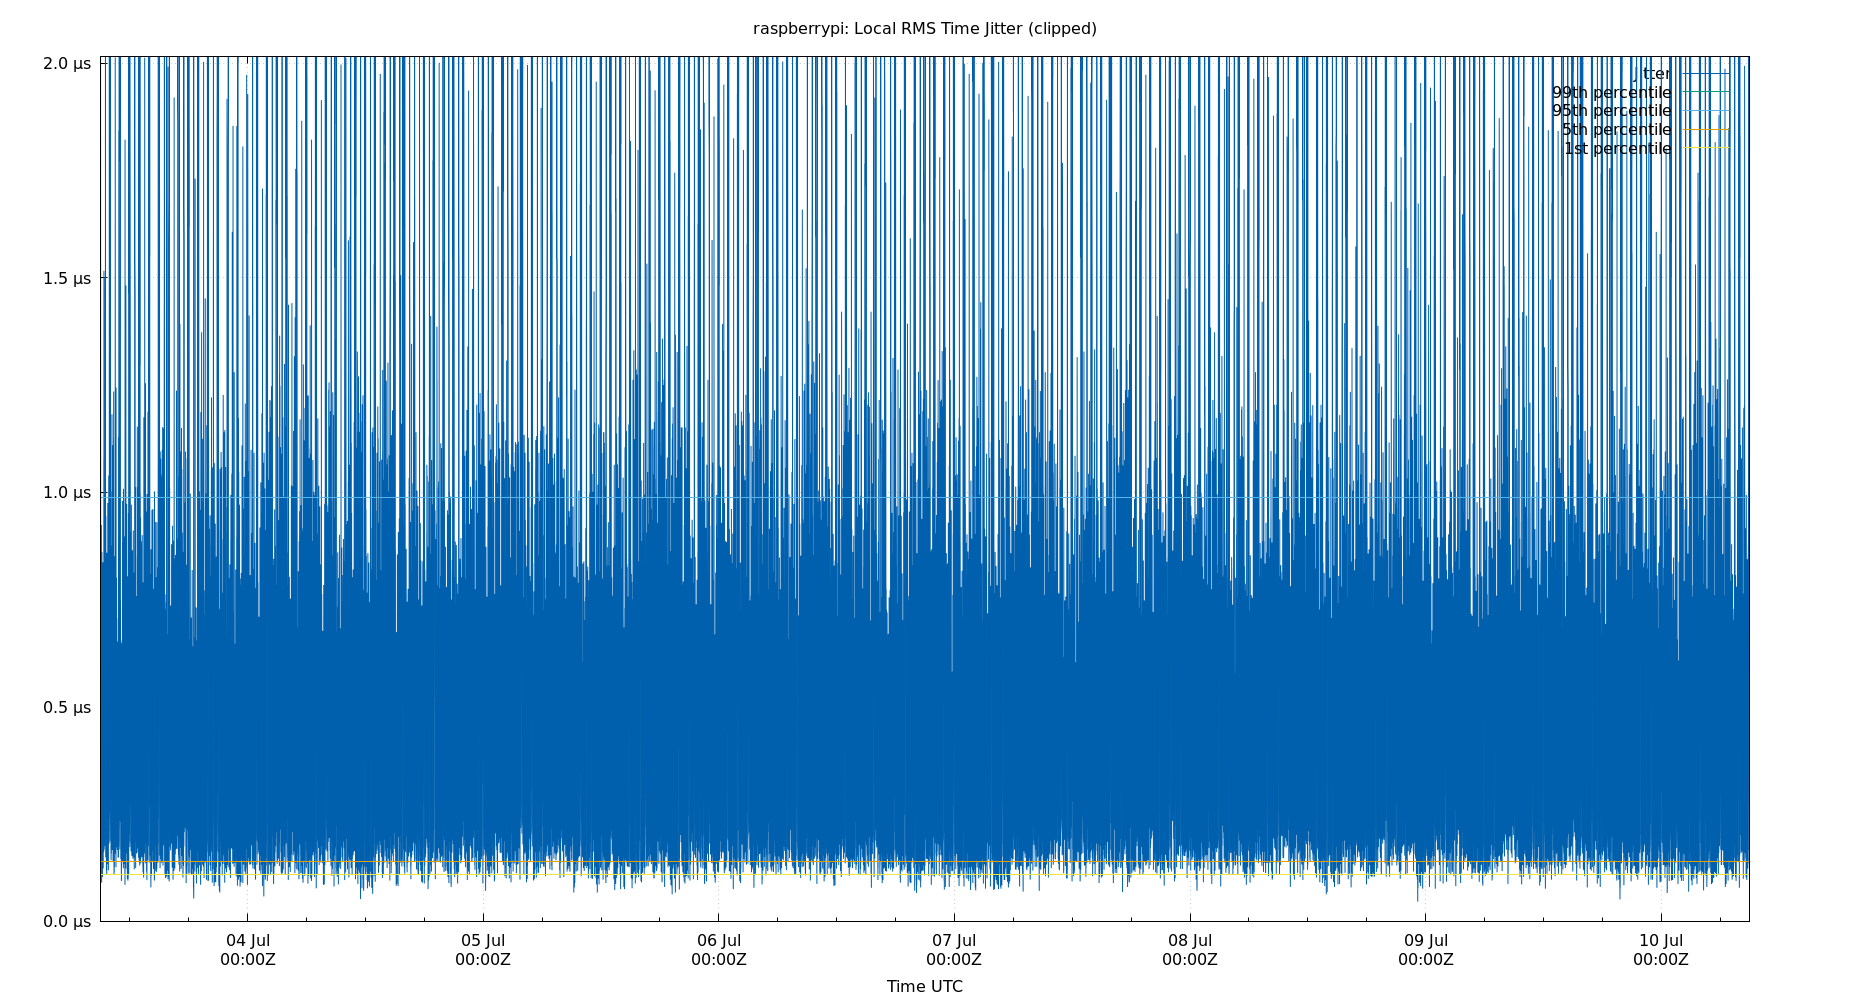 raspberrypi: Local RMS Time Jitter (clipped)
2.0 µs
1.5 µs
1.0 µs
0.5 µs
0.0 µs
Jitter
99th percentile
95th percentile
5th percentile
1st percentile
04 Jul
00:00Z
05 Jul
00:00Z
06 Jul
00:00Z
07 Jul
00:00Z
08 Jul
00:00Z
09 Jul
00:00Z
10 Jul
00:00Z
Time UTC